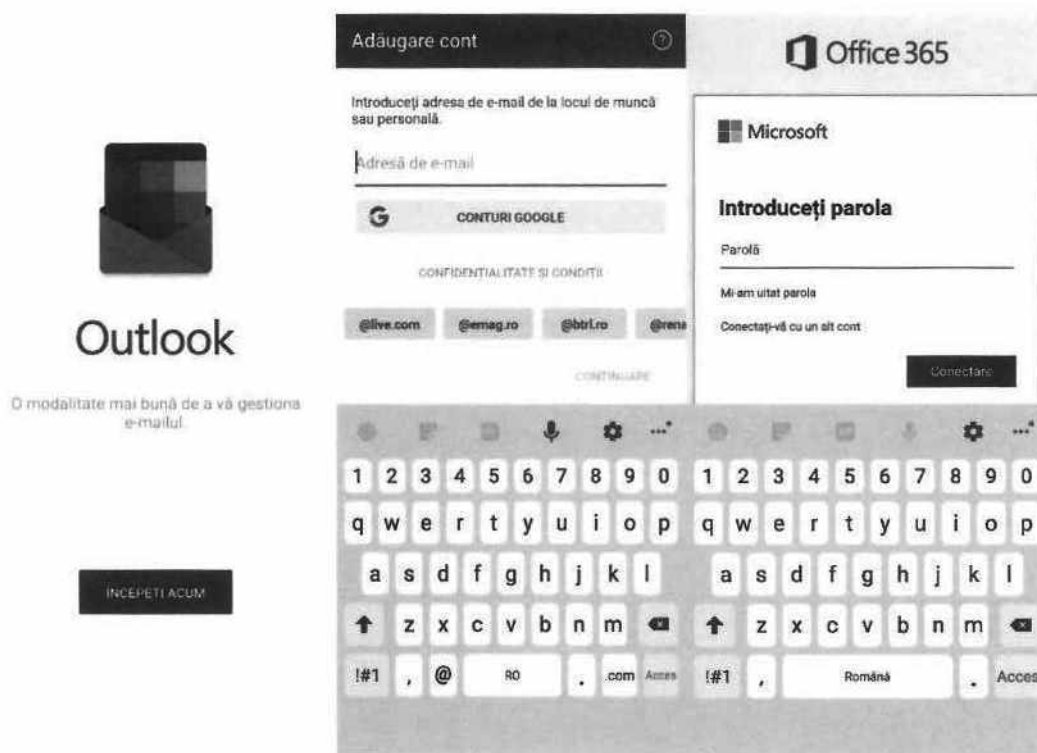 Outlook
O modalitate mai bună de a vă gestiona
e-mailul.
ÎNCEPEȚI ACUM
Adăugare cont
?
Introduceți adresa de e-mail de la locul de muncă
sau personală.
Adresă de e-mail
G CONTURI GOOGLE
CONFIDENȚIALITATE ȘI CONDIȚII
@live.com @emag.ro @btrl.ro @rena
CONTINUARE
1 2 3 4 5 6 7 8 9 0
q w e r t y u i o p
a s d f g h j k l
z x c v b n m
!#1 , @ RO . .com Acces
Office 365
Microsoft
Introduceți parola
Parolă
Mi-am uitat parola
Conectați-vă cu un alt cont
Conectare
1 2 3 4 5 6 7 8 9 0
q w e r t y u i o p
a s d f g h j k l
z x c v b n m
!#1 , Română . Acces